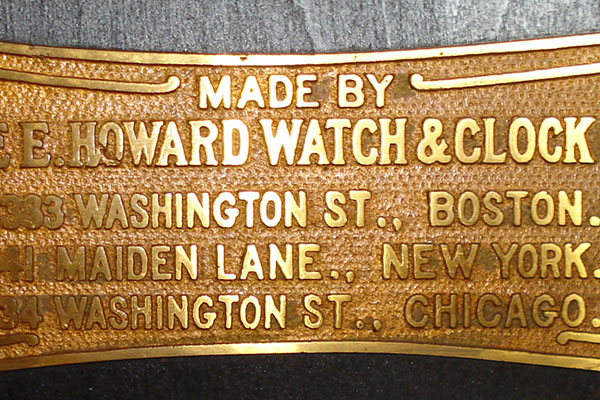 MADE BY
E E. HOWARD WATCH & CLOCK
383 WASHINGTON ST., BOSTON.
41 MAIDEN LANE., NEW YORK.
34 WASHINGTON ST., CHICAGO.